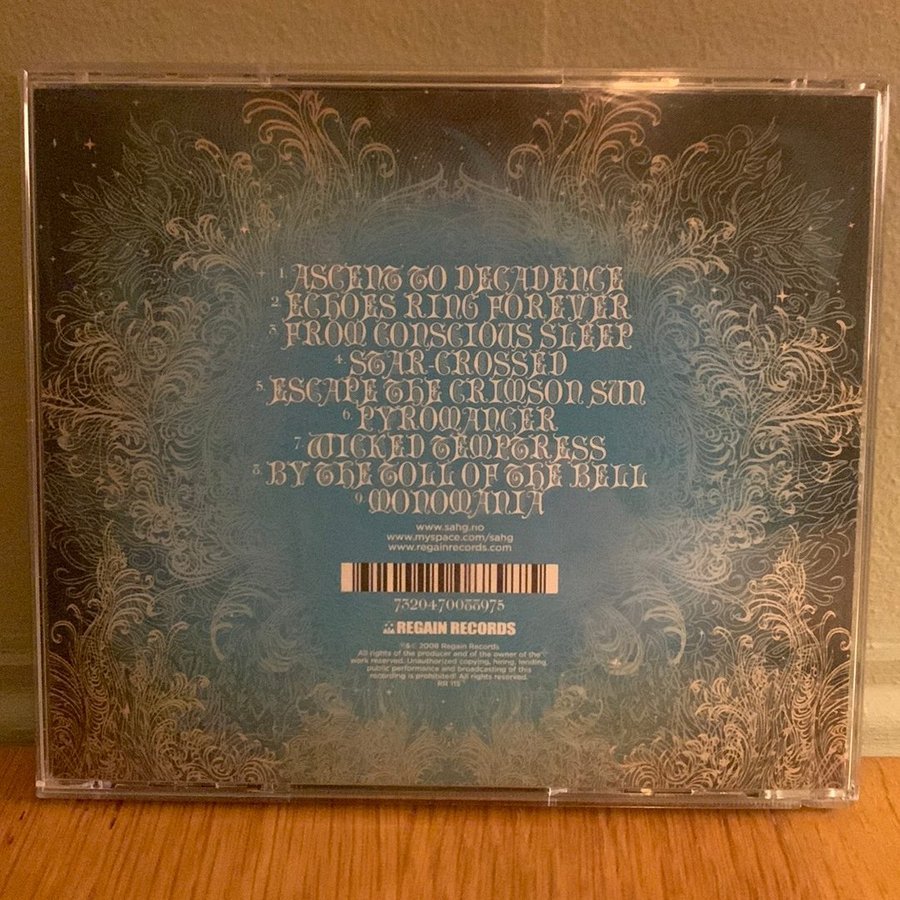 1. ASCENT TO DECADENCE
2. ECHOES RING FOREVER
3. FROM CONSCIOUS SLEEP
4. STAR-CROSSED
5. ESCAPE THE CRIMSON SUN
6. PYROMANCER
7. WICKED TEMPTRESS
8. BY THE TOLL OF THE BELL
9. MONOMANIA
www.sahg.no
www.myspace.com/sahg
www.regainrecords.com
7320470088975
REGAIN RECORDS
℗&© 2008 Regain Records
All rights of the producer and of the owner of the
work reserved. Unauthorized copying, hiring, lending,
public performance and broadcasting of this
recording is prohibited! All rights reserved.
RR 115